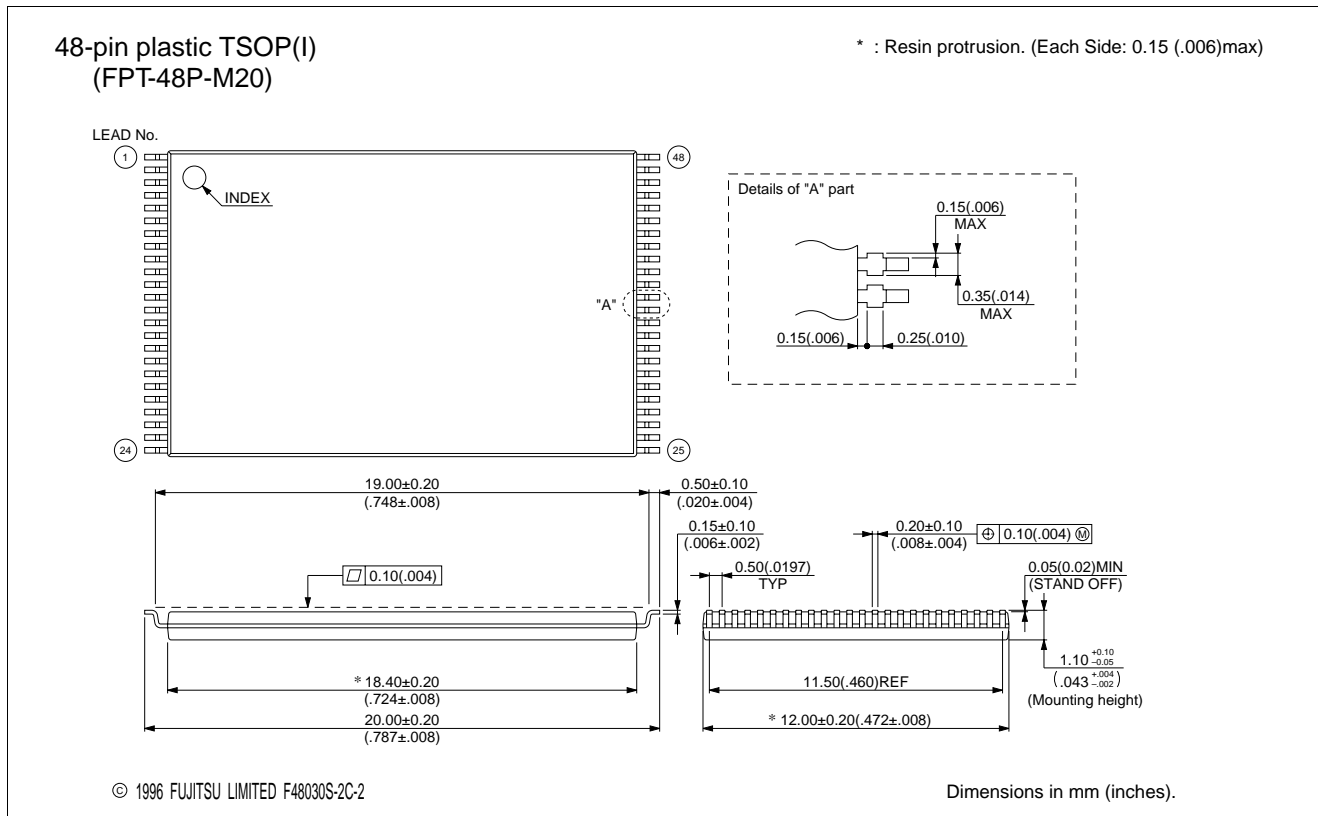 48-pin plastic TSOP(I)
(FPT-48P-M20)
* : Resin protrusion. (Each Side: 0.15 (.006)max)
LEAD No.
1
48
INDEX
"A"
24
25
Details of "A" part
0.15(.006)
MAX
0.35(.014)
MAX
0.15(.006)
0.25(.010)
19.00±0.20
(.748±.008)
0.50±0.10
(.020±.004)
0.15±0.10
(.006±.002)
0.10(.004)
* 18.40±0.20
(.724±.008)
20.00±0.20
(.787±.008)
0.20±0.10
(.008±.004)
⌖ 0.10(.004) Ⓜ
0.50(.0197)
TYP
0.05(0.02)MIN
(STAND OFF)
1.10 +0.10 −0.05
(.043 +.004 −.002)
(Mounting height)
11.50(.460)REF
* 12.00±0.20(.472±.008)
© 1996 FUJITSU LIMITED F48030S-2C-2
Dimensions in mm (inches).